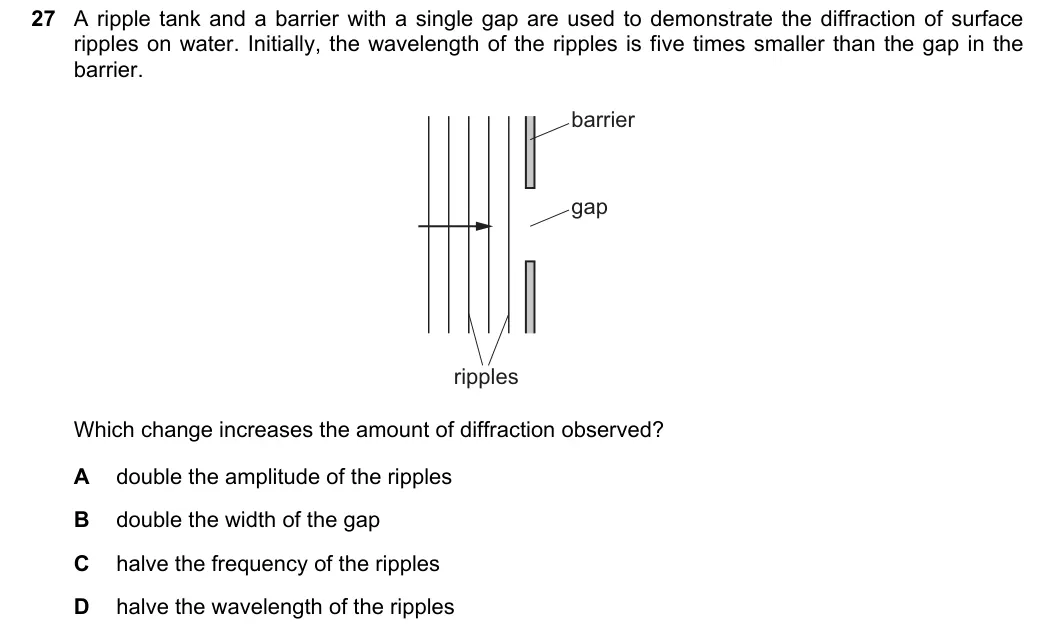 27 A ripple tank and a barrier with a single gap are used to demonstrate the diffraction of surface
ripples on water. Initially, the wavelength of the ripples is five times smaller than the gap in the
barrier.
barrier
gap
ripples
Which change increases the amount of diffraction observed?
A double the amplitude of the ripples
B double the width of the gap
C halve the frequency of the ripples
D halve the wavelength of the ripples